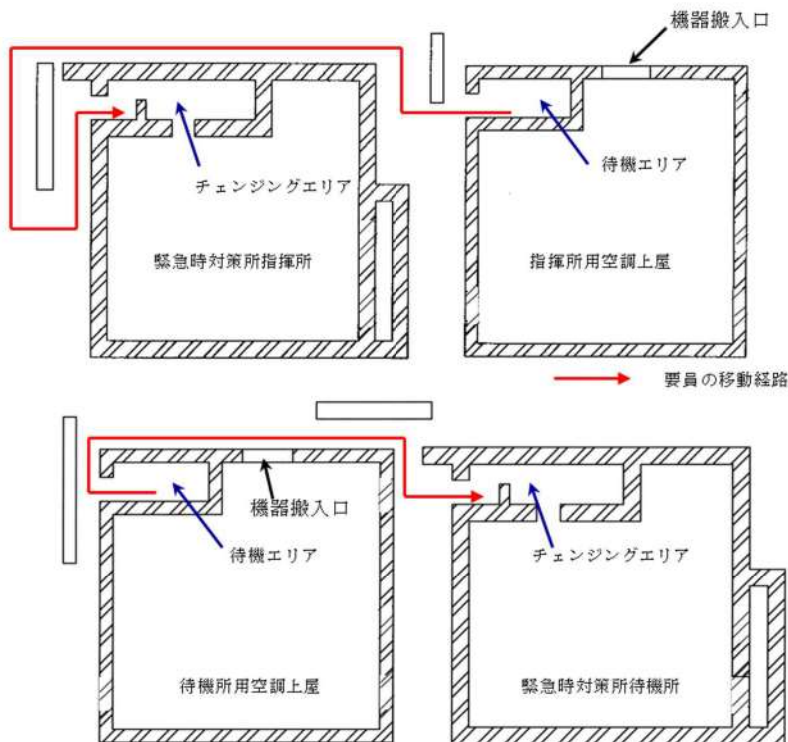 機器搬入口
待機エリア
チェンジングエリア
緊急時対策所指揮所
指揮所用空調上屋
要員の移動経路
機器搬入口
待機エリア
チェンジングエリア
待機所用空調上屋
緊急時対策所待機所